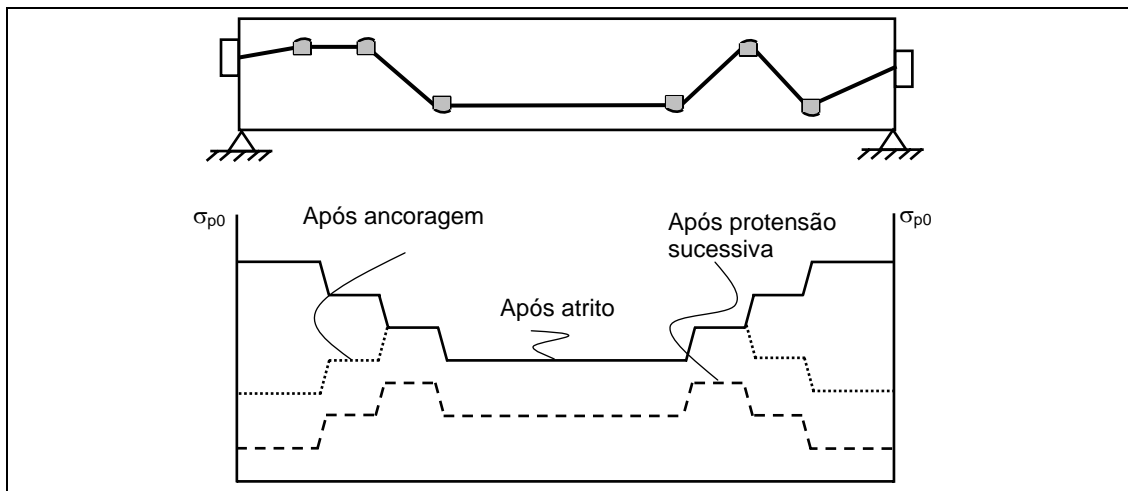 σp0
Após ancoragem
Após protensão
sucessiva
σp0
Após atrito